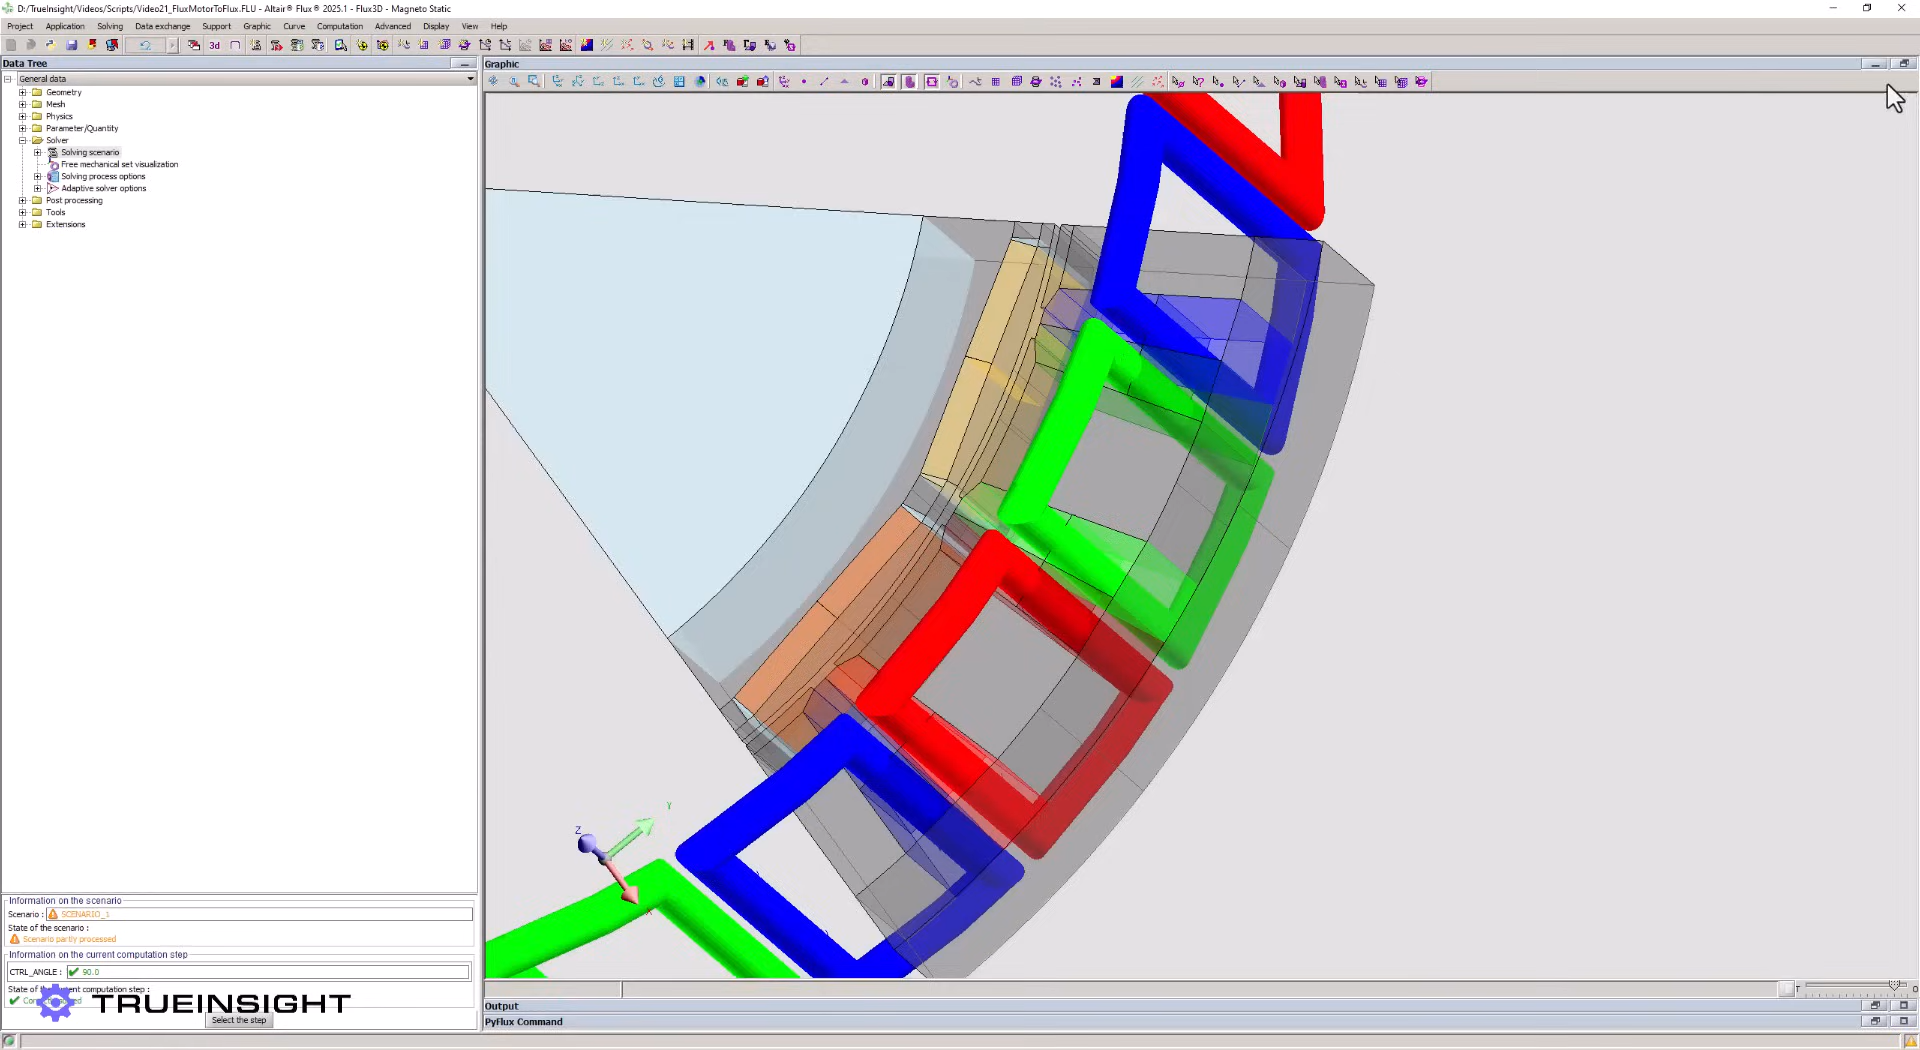 D:/TrueInsight/Videos/Scripts/Video21_FluxMotorToFlux.FLU - Altair® Flux® 2025.1 - Flux3D - Magneto Static
Project Application Solving Data exchange Support Graphic Curve Computation Advanced Display View Help
3d
Data Tree
General data
Geometry
Mesh
Physics
Parameter/Quantity
Solver
Solving scenario
Free mechanical set visualization
Solving process options
Adaptive solver options
Post processing
Tools
Extensions
Graphic
Y
Z
Information on the scenario
Scenario : SCENARIO_1
State of the scenario :
Scenario partly processed
Information on the current computation step
CTRL_ANGLE : 90.0
TRUEINSIGHT
Select the step
T
O
Output
PyFlux Command